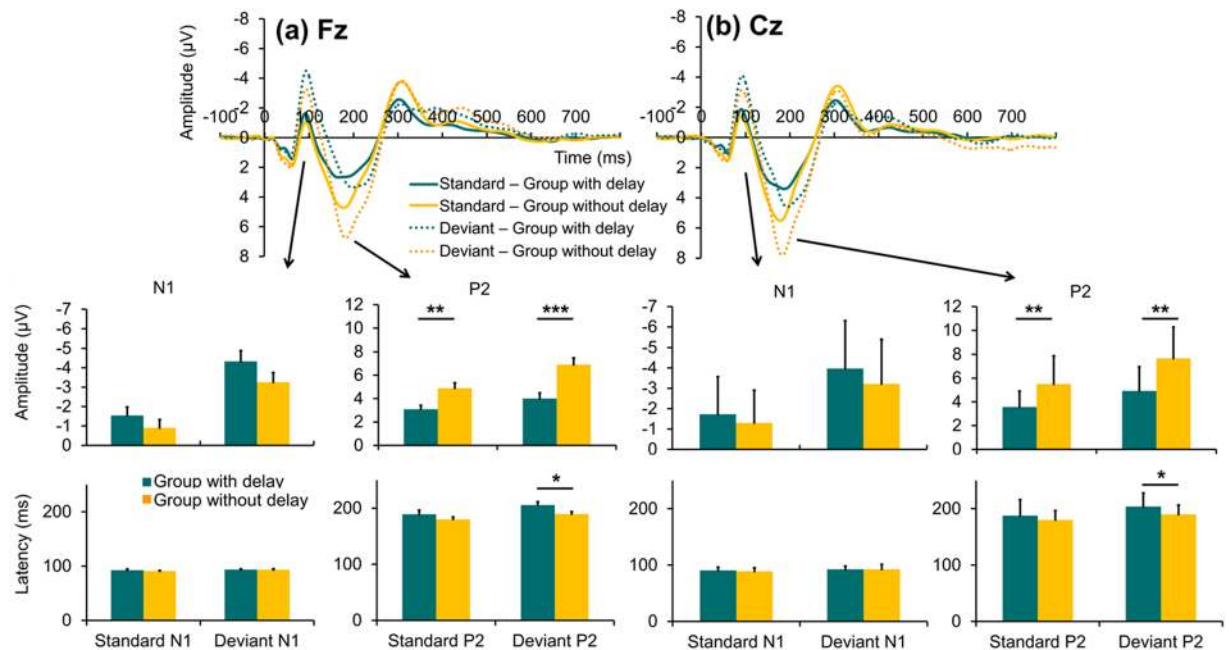 (a) Fz
(b) Cz
Amplitude (µV)
-8
-6
-4
-2
0
2
4
6
8
-100 0 100 200 300 400 500 600 700
Time (ms)
-8
-6
-4
-2
0
2
4
6
8
-100 0 100 200 300 400 500 600 700
Standard – Group with delay
Standard – Group without delay
Deviant – Group with delay
Deviant – Group without delay
N1
P2
N1
P2
Amplitude (µV)
-7
-6
-5
-4
-3
-2
-1
0
12
10
8
6
4
2
0
** ***
-7
-6
-5
-4
-3
-2
-1
0
12
10
8
6
4
2
0
** **
Latency (ms)
Group with delay
Group without delay
200
100
0
Standard N1 Deviant N1
200
100
0
*
Standard P2 Deviant P2
200
100
0
Standard N1 Deviant N1
200
100
0
*
Standard P2 Deviant P2